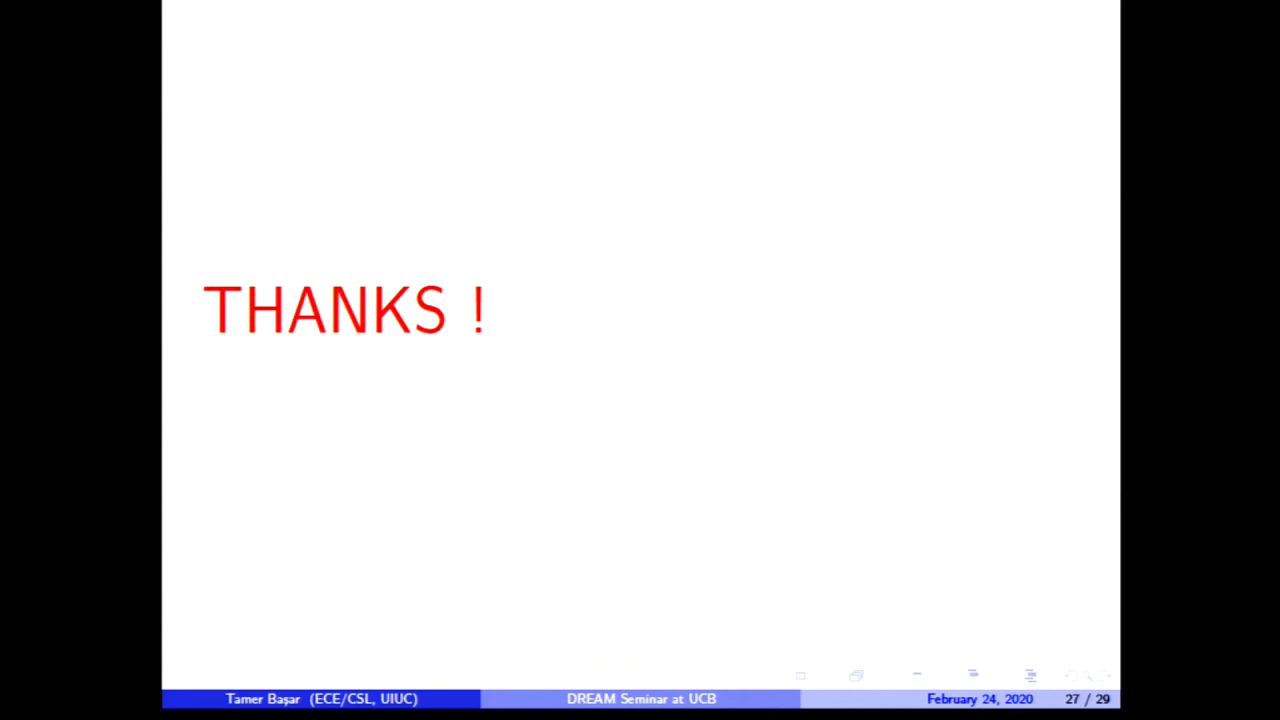 THANKS !
Tamer Başar (ECE/CSL, UIUC)
DREAM Seminar at UCB
February 24, 2020
27 / 29